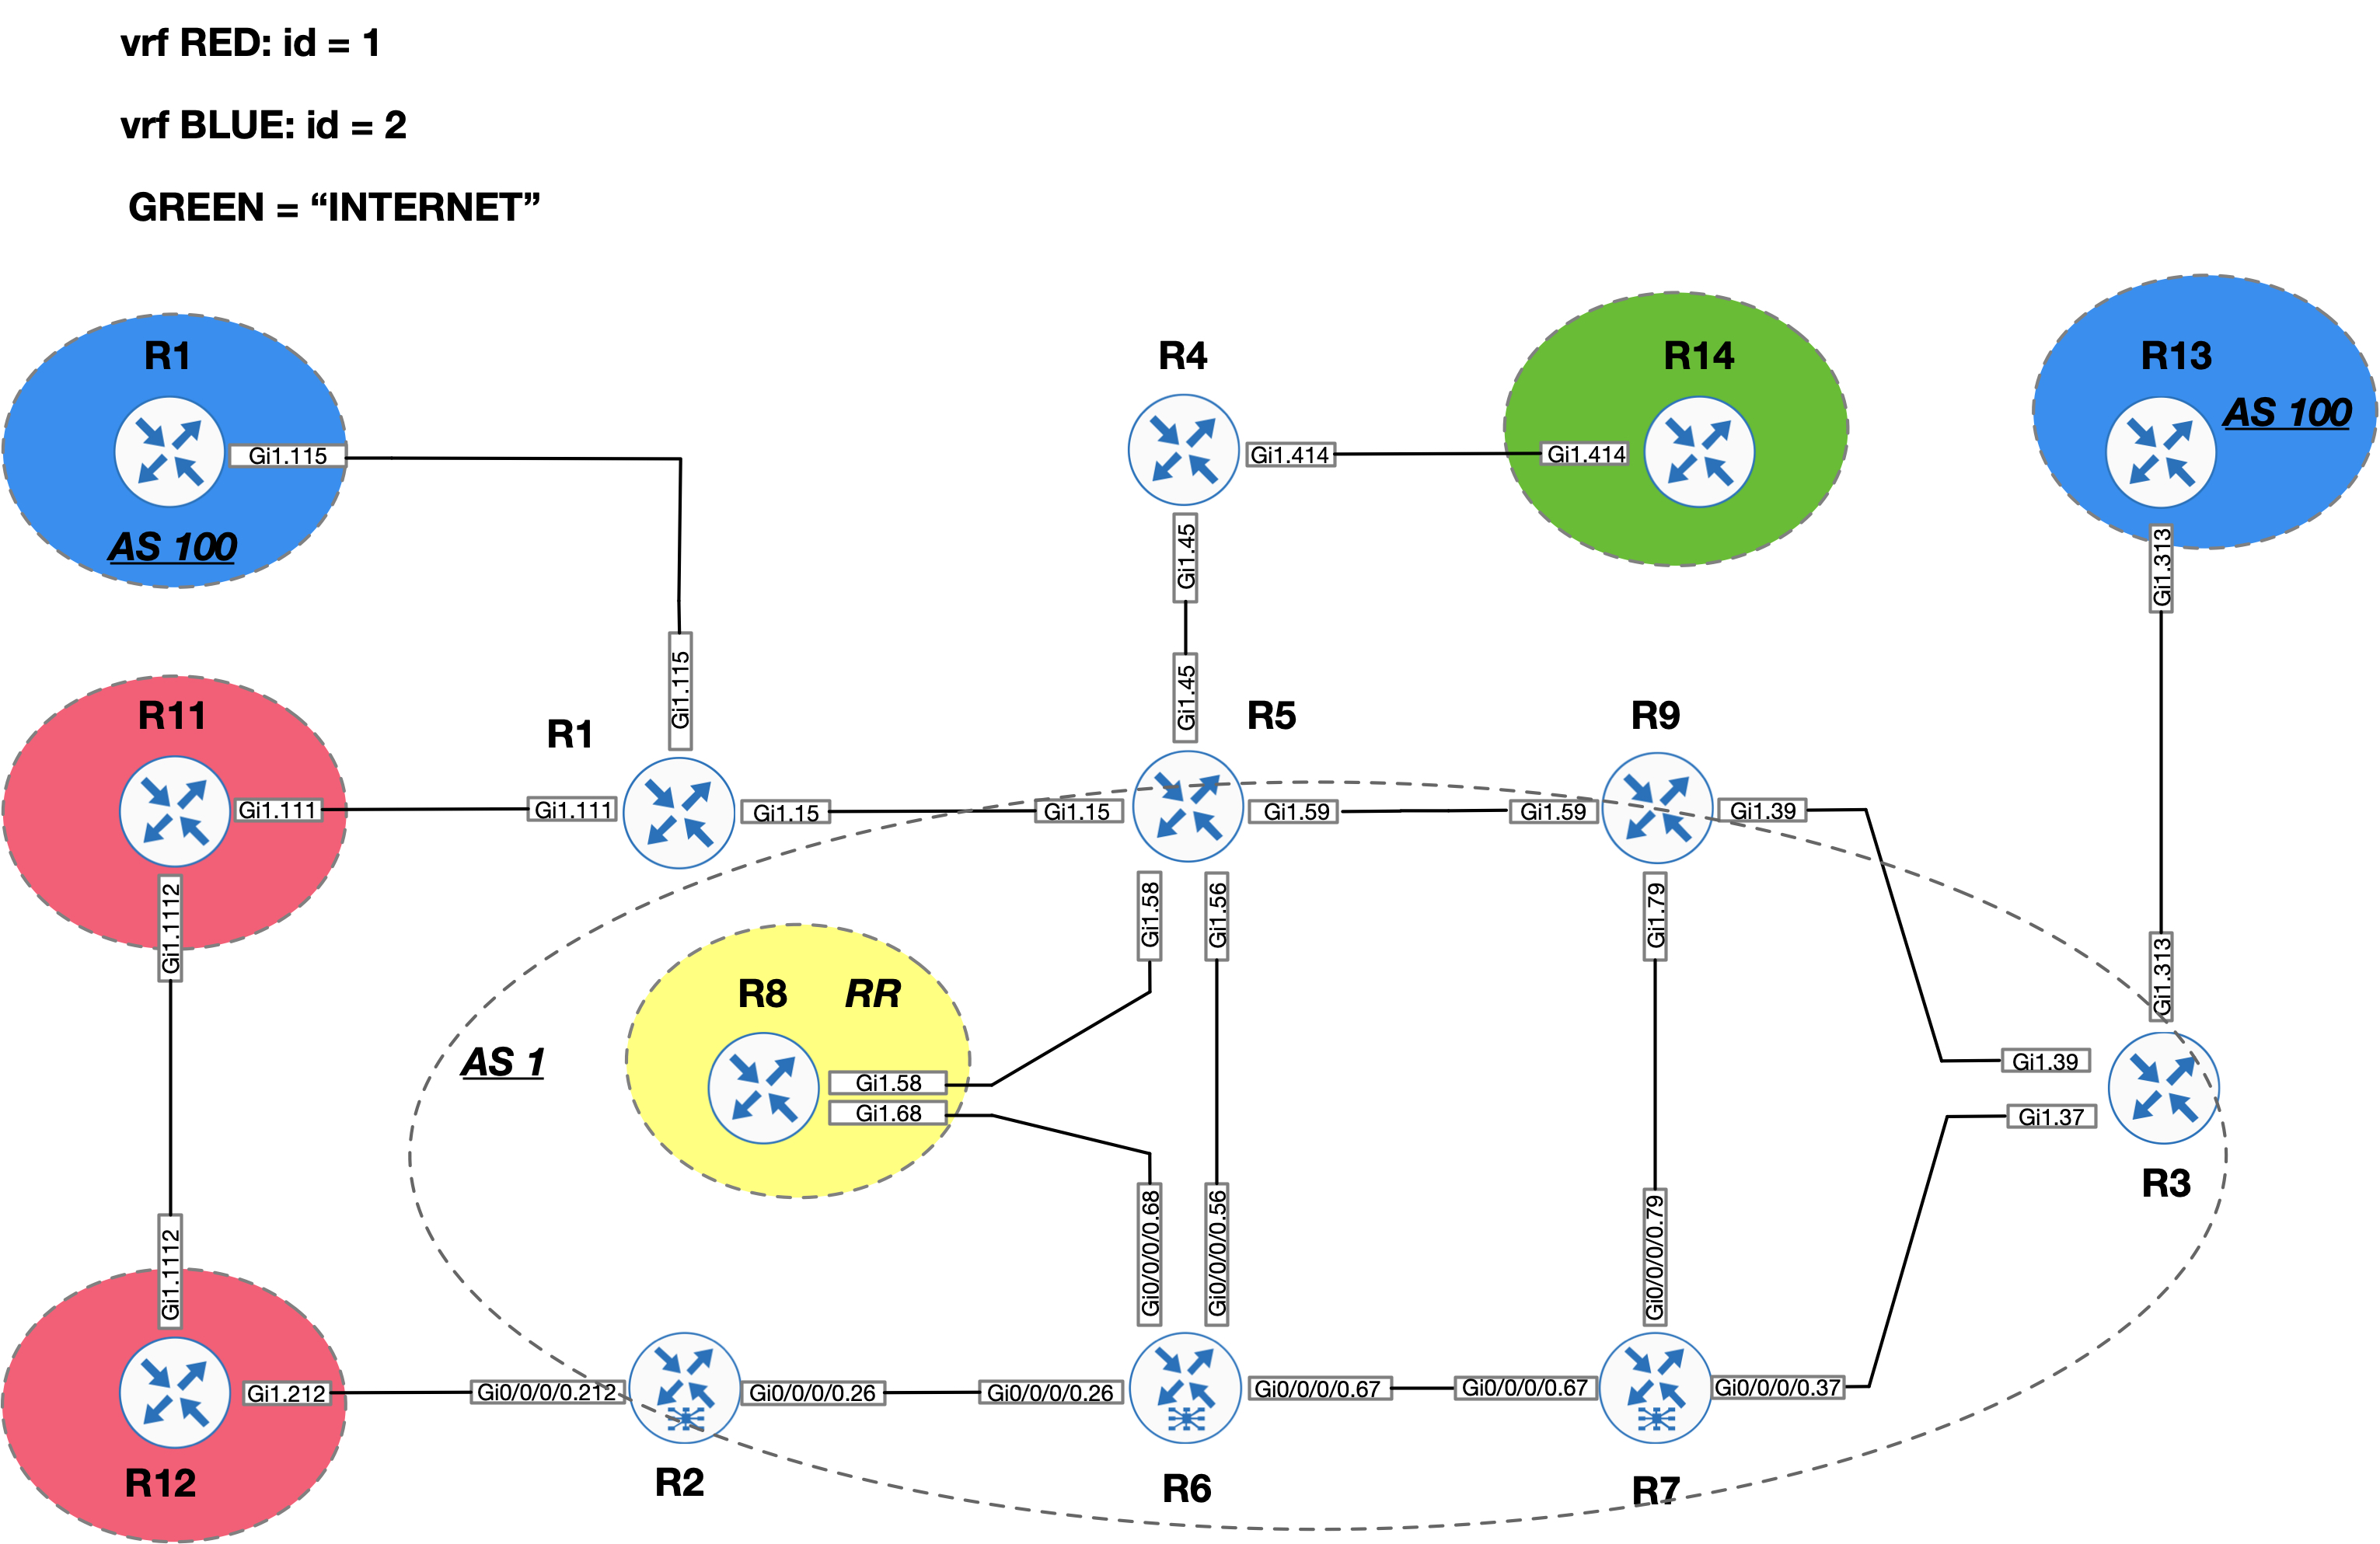 vrf RED: id = 1
vrf BLUE: id = 2
GREEN = “INTERNET”
R1
Gi1.115
AS 100
R4
Gi1.414
Gi1.45
R14
Gi1.414
R13
AS 100
Gi1.313
Gi1.115
Gi1.45
R11
Gi1.111
Gi1.1112
R1
Gi1.111
Gi1.15
R5
Gi1.15
Gi1.59
R9
Gi1.59
Gi1.39
Gi1.58
Gi1.56
Gi1.79
Gi1.313
R8
RR
Gi1.58
Gi1.68
AS 1
Gi1.39
Gi1.37
R3
Gi0/0/0/0.68
Gi0/0/0/0.56
Gi0/0/0/0.79
Gi1.1112
Gi1.212
R12
Gi0/0/0/0.212
Gi0/0/0/0.26
R2
Gi0/0/0/0.26
Gi0/0/0/0.67
R6
Gi0/0/0/0.67
Gi0/0/0/0.37
R7